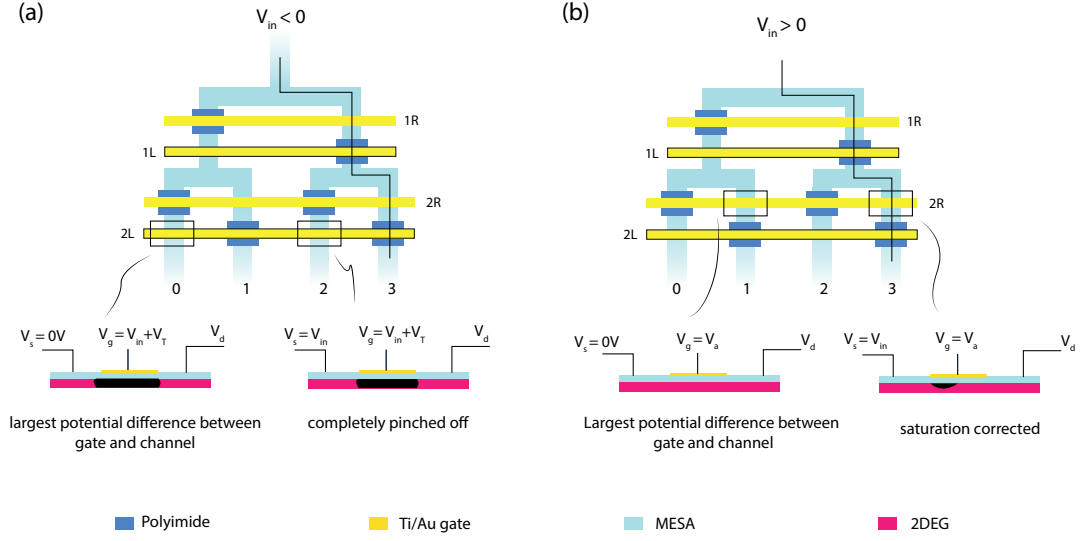 (a)
V_in < 0
1R
1L
2R
2L
0 1 2 3
V_s = 0V
V_g = V_in + V_T
V_d
V_s = V_in
V_g = V_in + V_T
V_d
largest potential difference between
gate and channel
completely pinched off
(b)
V_in > 0
1R
1L
2R
2L
0 1 2 3
V_s = 0V
V_g = V_a
V_d
V_s = V_in
V_g = V_a
V_d
Largest potential difference between
gate and channel
saturation corrected
Polyimide
Ti/Au gate
MESA
2DEG